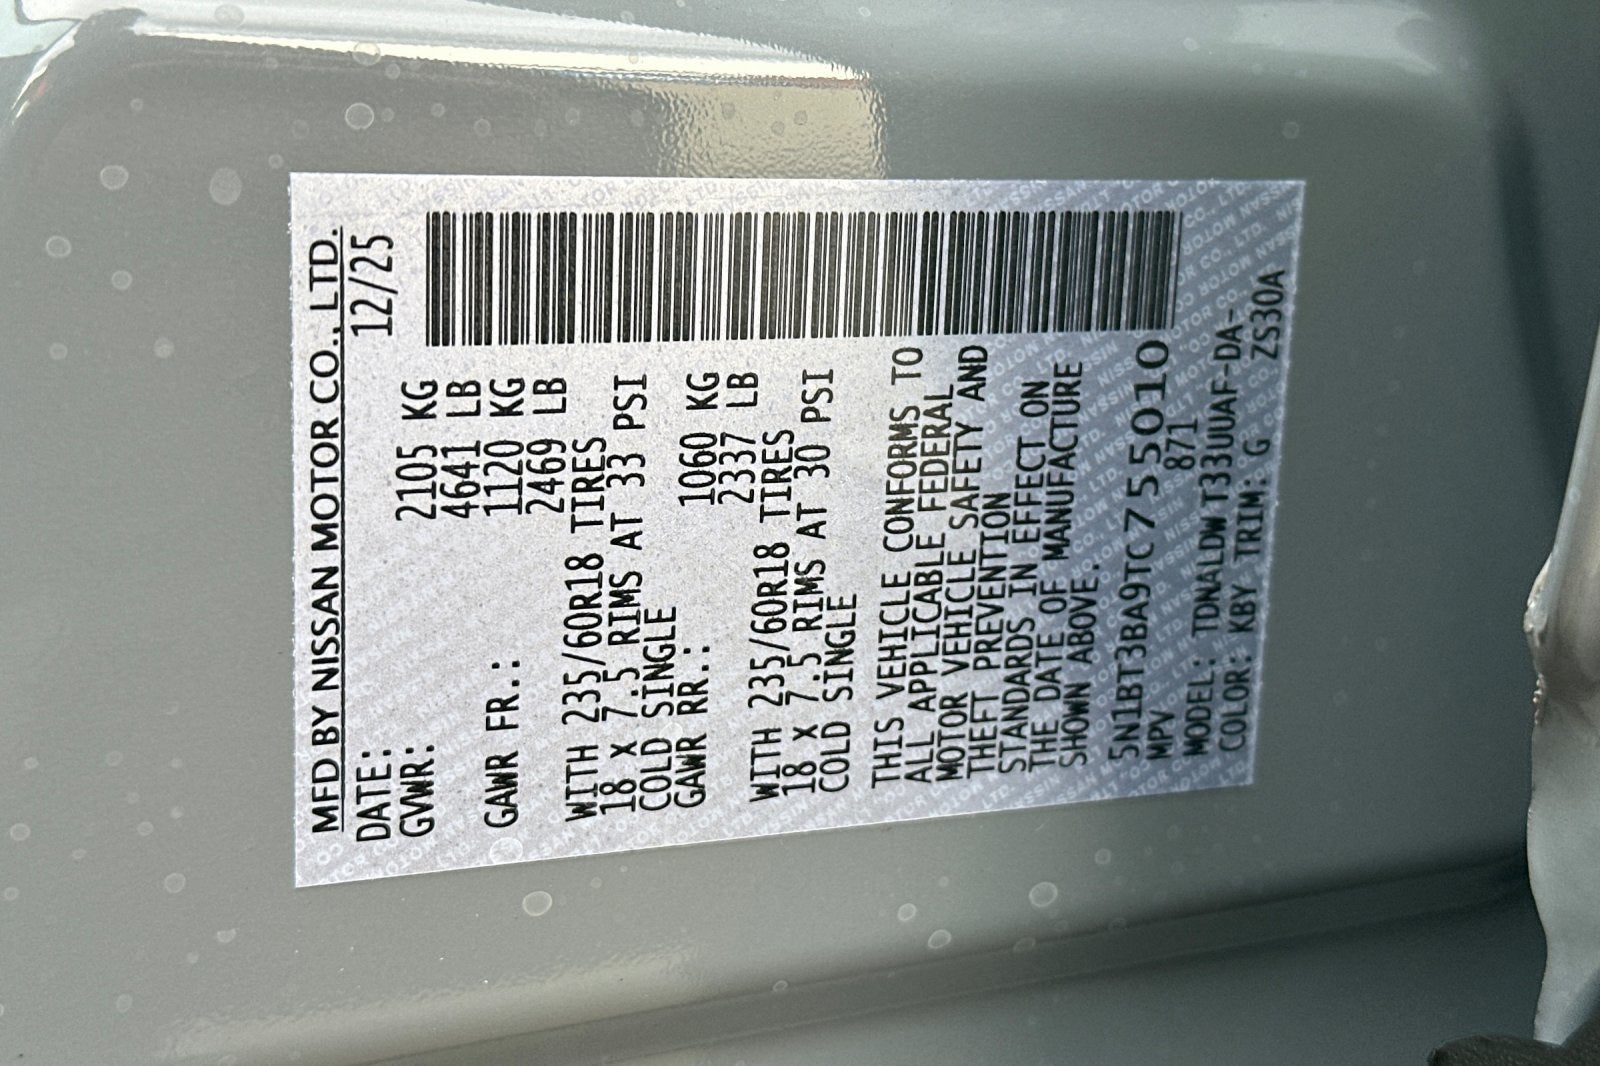 MFD BY NISSAN MOTOR CO., LTD.
DATE: 12/25
GVWR: 2105 KG
4641 LB
GAWR FR.: 1120 KG
2469 LB
WITH 235/60R18 TIRES
18 X 7.5 RIMS AT 33 PSI
COLD SINGLE
GAWR RR.: 1060 KG
2337 LB
WITH 235/60R18 TIRES
18 X 7.5 RIMS AT 30 PSI
COLD SINGLE
THIS VEHICLE CONFORMS TO
ALL APPLICABLE FEDERAL
MOTOR VEHICLE SAFETY AND
THEFT PREVENTION
STANDARDS IN EFFECT ON
THE DATE OF MANUFACTURE
SHOWN ABOVE.
5N1BT3BA9TC755010
MPV 871
MODEL: TDNALDWT33UUAF-DA-
COLOR: KBY TRIM: G ZS30A